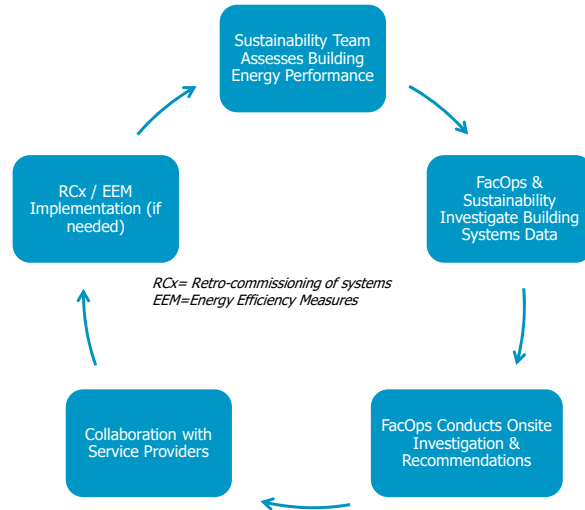 Sustainability Team
Assesses Building
Energy Performance
FacOps &
Sustainability
Investigate Building
Systems Data
FacOps Conducts Onsite
Investigation &
Recommendations
Collaboration with
Service Providers
RCx / EEM
Implementation (if
needed)
RCx= Retro-commissioning of systems
EEM=Energy Efficiency Measures